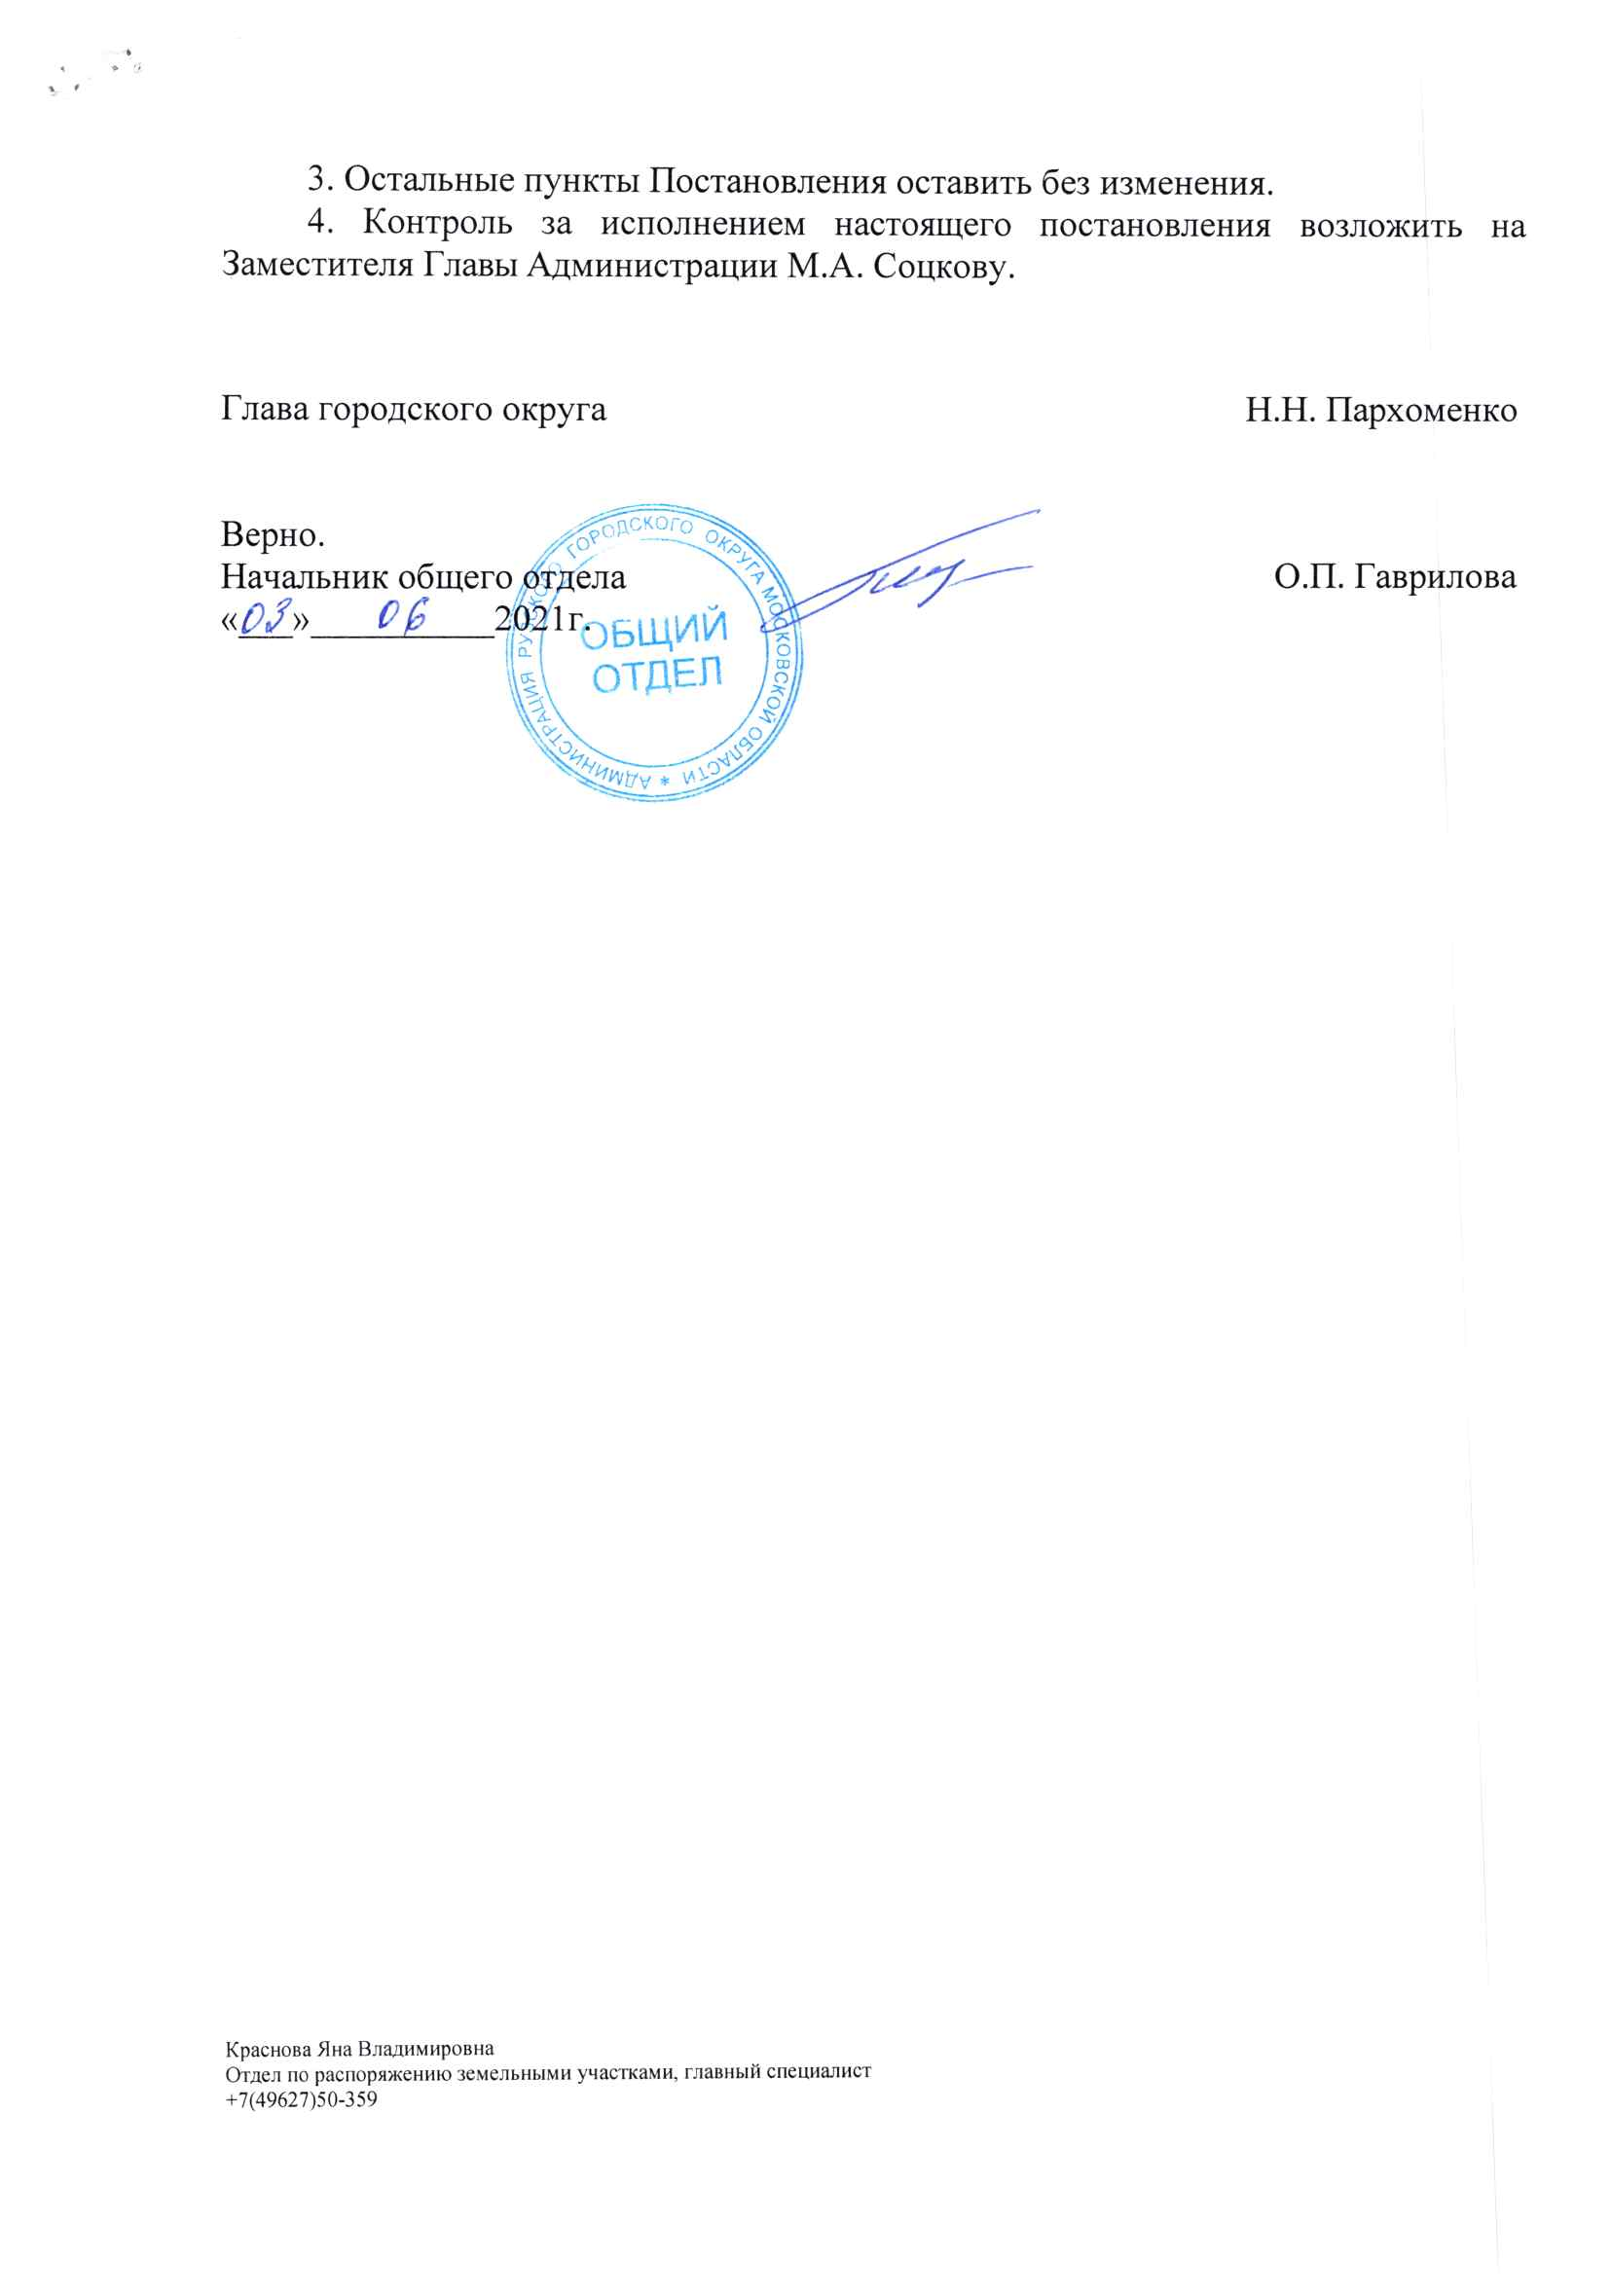 3. Остальные пункты Постановления оставить без изменения.
4. Контроль за исполнением настоящего постановления возложить на
Заместителя Главы Администрации М.А. Соцкову.
Глава городского округа Н.Н. Пархоменко
Верно.
Начальник общего отдела О.П. Гаврилова
«03» 06 2021г.
АДМИНИСТРАЦИЯ РУЗСКОГО ГОРОДСКОГО ОКРУГА МОСКОВСКОЙ ОБЛАСТИ *
ОБЩИЙ
ОТДЕЛ
Краснова Яна Владимировна
Отдел по распоряжению земельными участками, главный специалист
+7(49627)50-359